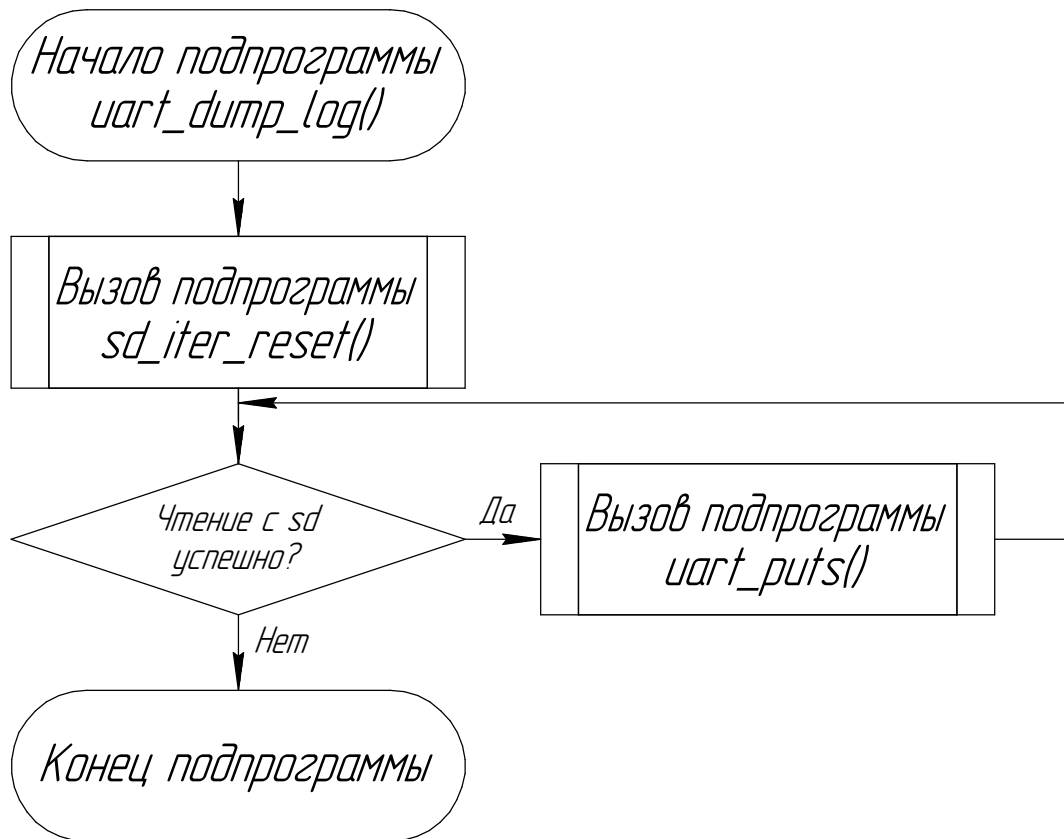 Начало подпрограммы
uart_dump_log()
Вызов подпрограммы
sd_iter_reset()
Чтение с sd
успешно?
Да
Вызов подпрограммы
uart_puts()
Нет
Конец подпрограммы